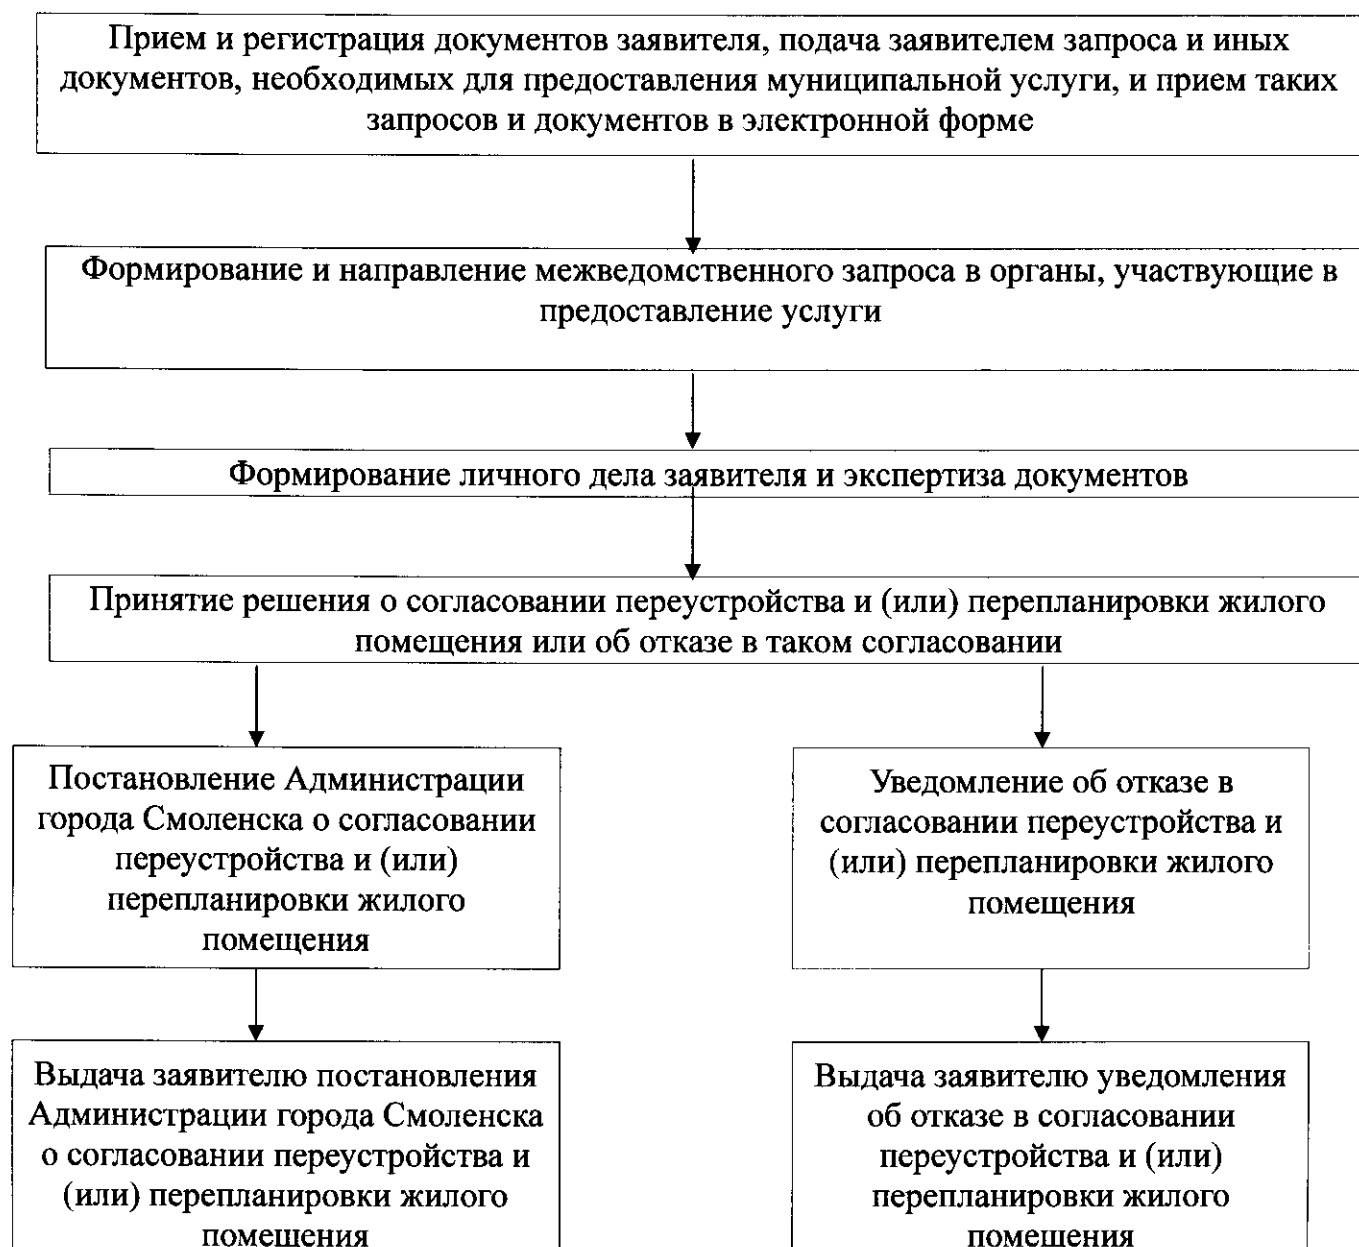 Прием и регистрация документов заявителя, подача заявителем запроса и иных
документов, необходимых для предоставления муниципальной услуги, и прием таких
запросов и документов в электронной форме
Формирование и направление межведомственного запроса в органы, участвующие в
предоставление услуги
Формирование личного дела заявителя и экспертиза документов
Принятие решения о согласовании переустройства и (или) перепланировки жилого
помещения или об отказе в таком согласовании
Постановление Администрации
города Смоленска о согласовании
переустройства и (или)
перепланировки жилого
помещения
Уведомление об отказе в
согласовании переустройства и
(или) перепланировки жилого
помещения
Выдача заявителю постановления
Администрации города Смоленска
о согласовании переустройства и
(или) перепланировки жилого
помещения
Выдача заявителю уведомления
об отказе в согласовании
переустройства и (или)
перепланировки жилого
помещения